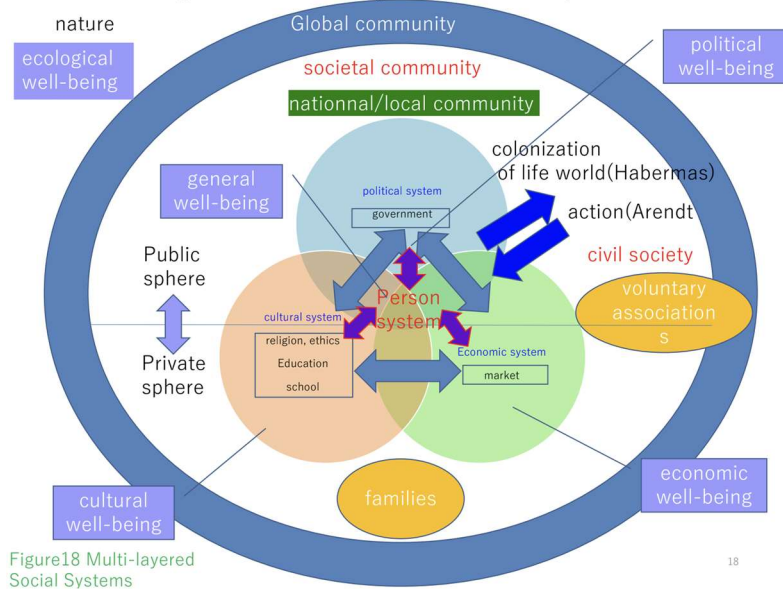 nature
Global community
ecological
well-being
political
well-being
societal community
nationnal/local community
colonization
of life world(Habermas)
general
well-being
political system
government
action(Arendt
Public
sphere
civil society
voluntary
association
s
Person
system
cultural system
religion, ethics
Education
school
Economic system
market
Private
sphere
families
cultural
well-being
economic
well-being
Figure18 Multi-layered
Social Systems
18